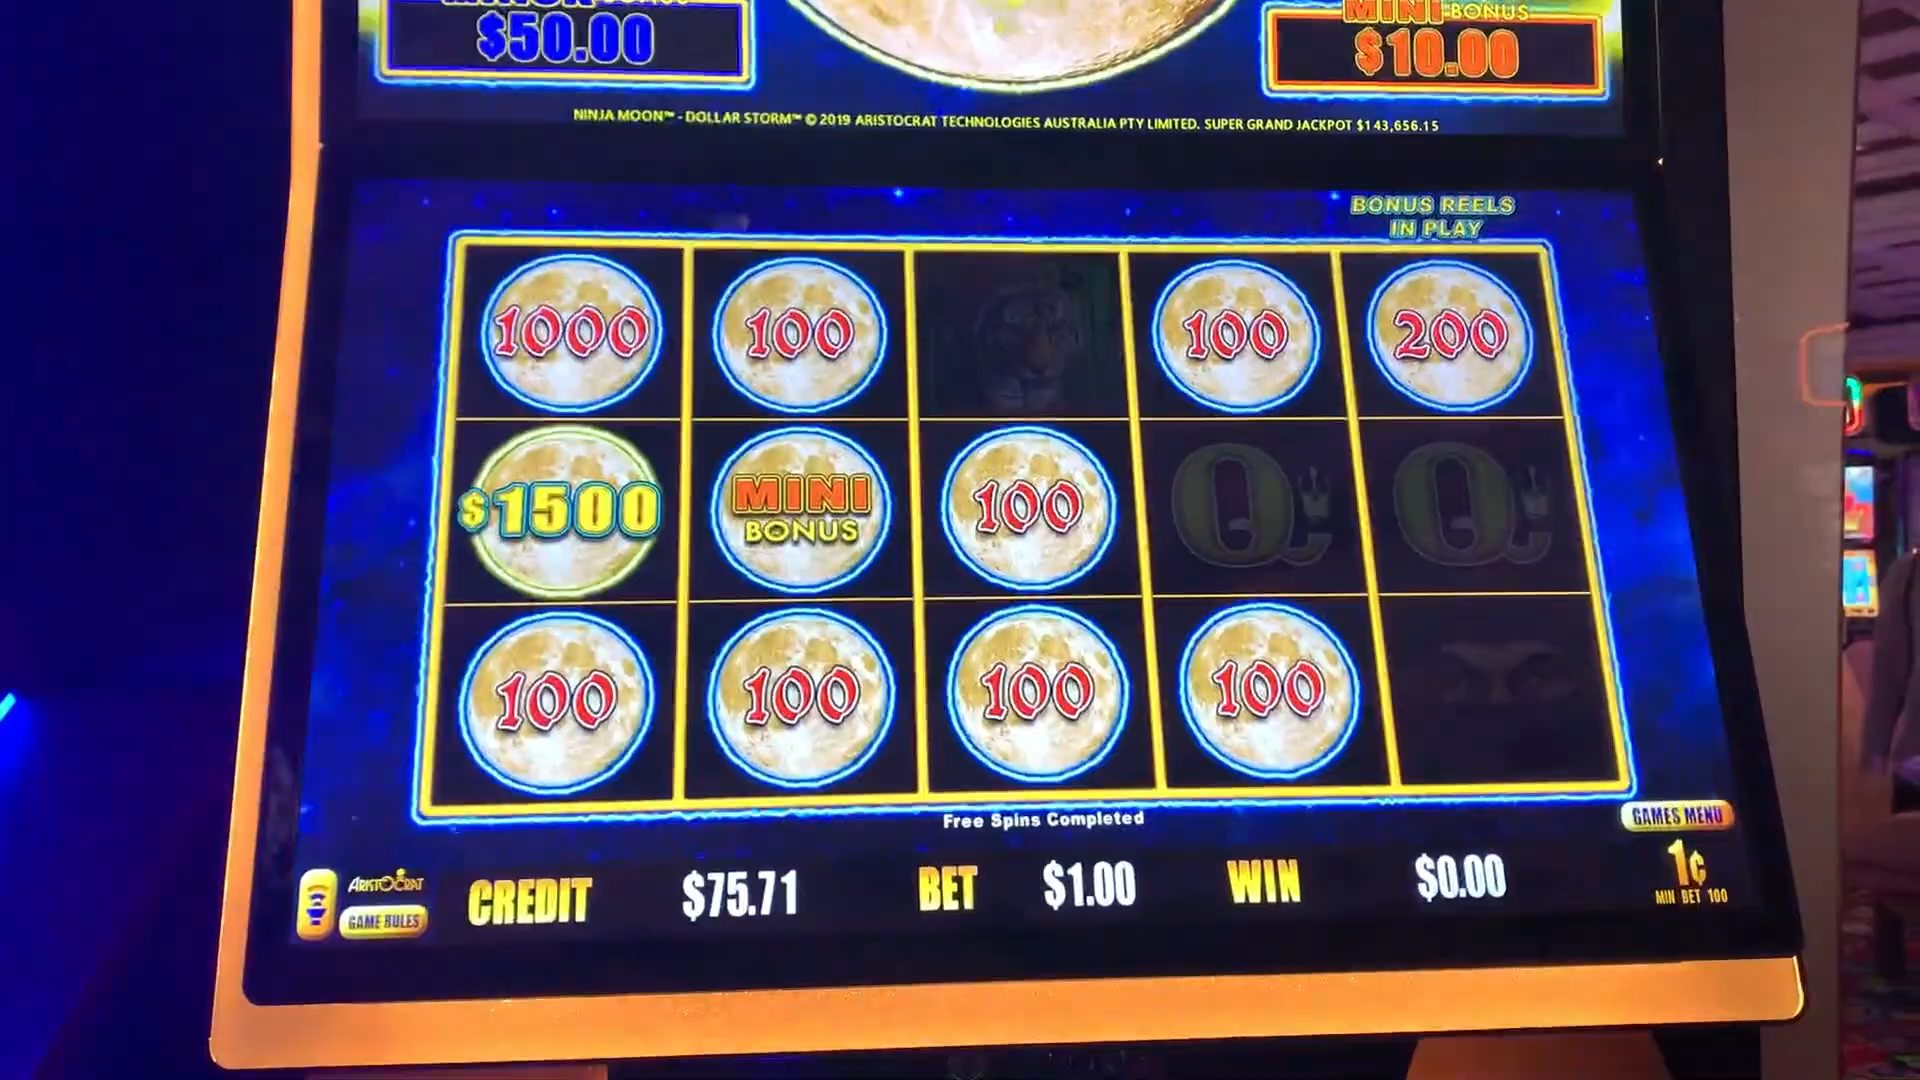 MINOR BONUS
$50.00
MINI BONUS
$10.00
NINJA MOON™ - DOLLAR STORM™ © 2019 ARISTOCRAT TECHNOLOGIES AUSTRALIA PTY LIMITED. SUPER GRAND JACKPOT $143,656.15
BONUS REELS
IN PLAY
1000 100 100 200
$1500 MINI BONUS 100 Q Q
100 100 100 100
Free Spins Completed
GAMES MENU
ARISTOCRAT
GAME RULES
CREDIT $75.71 BET $1.00 WIN $0.00
1¢
MIN BET 100